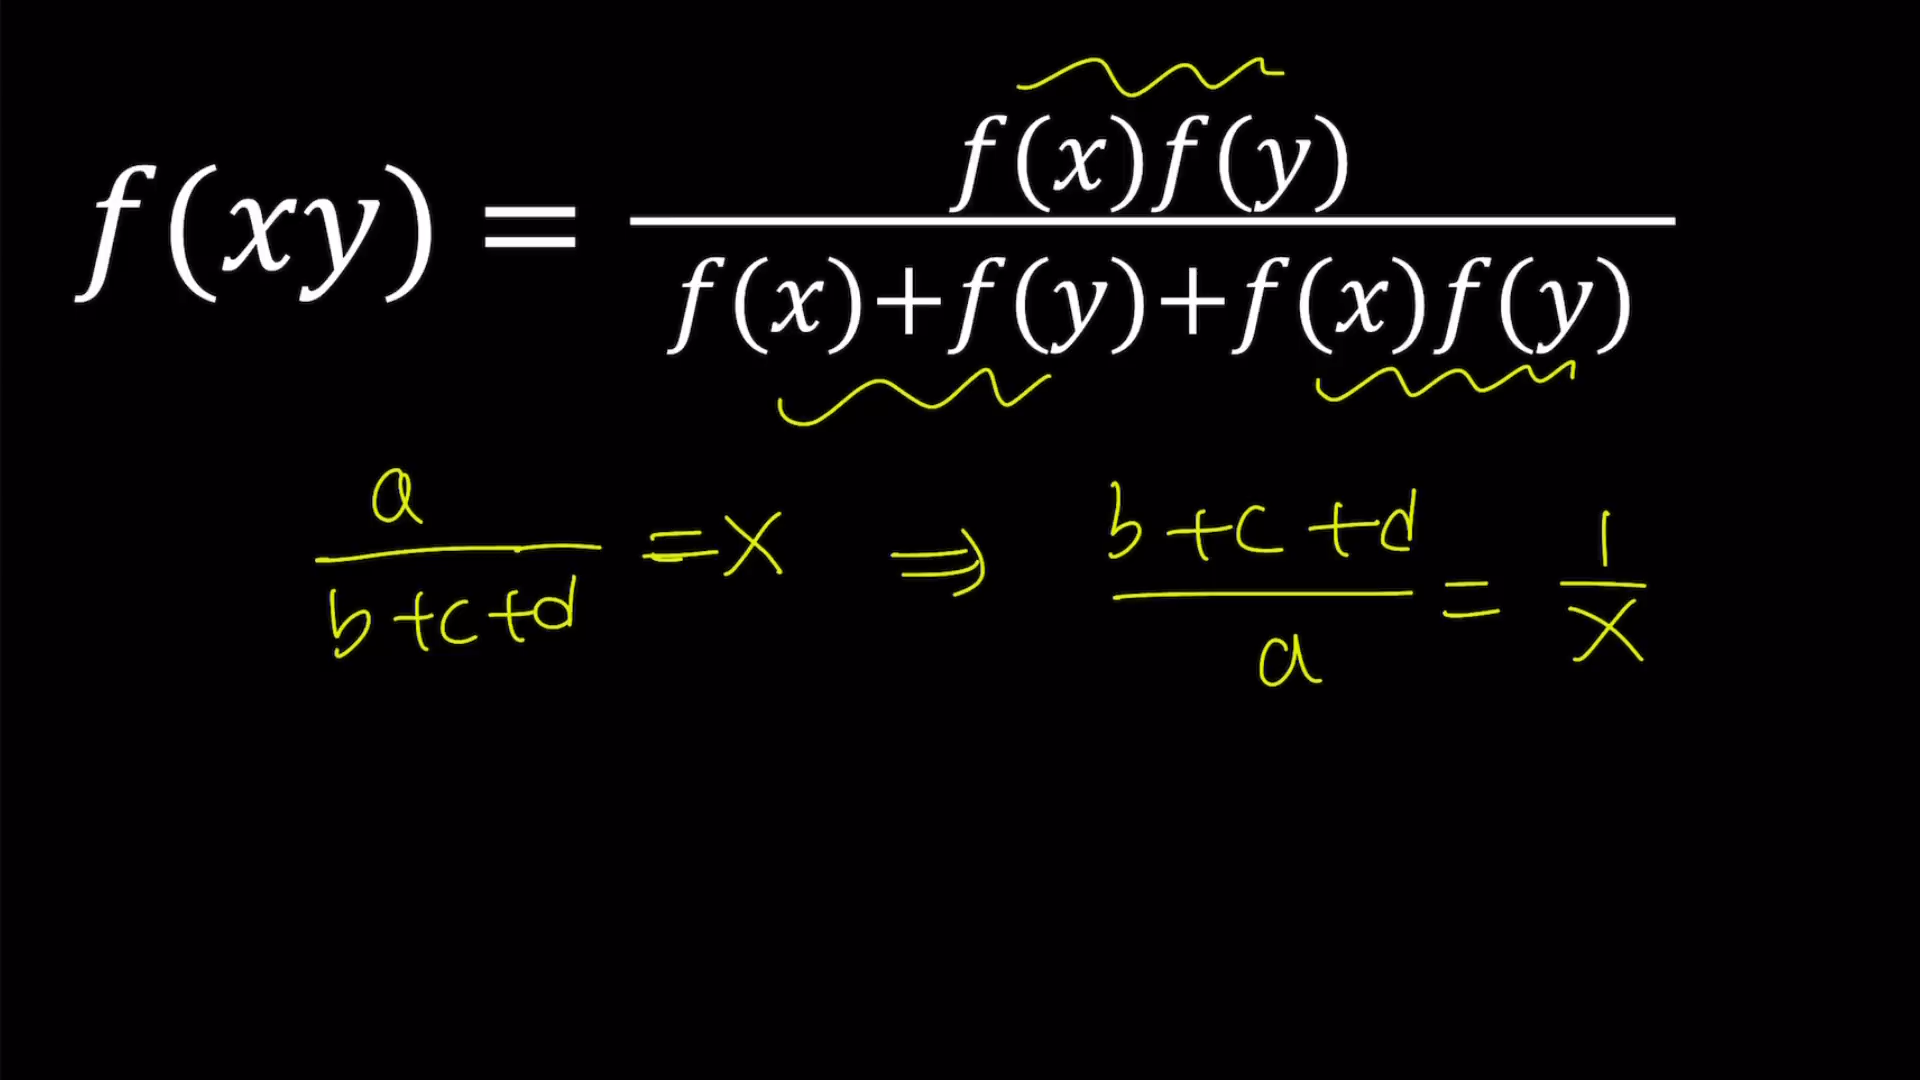 f(xy) = f(x)f(y) / f(x)+f(y)+f(x)f(y)
a / b+c+d = x ⇒ b+c+d / a = 1 / x